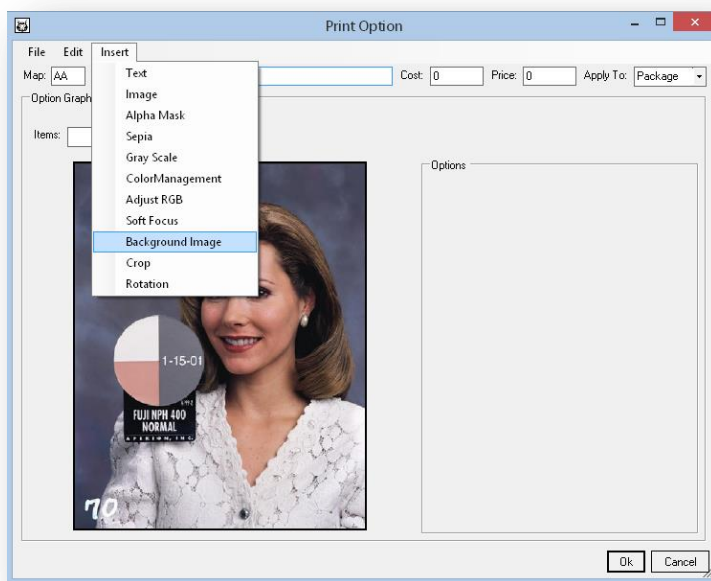 Print Option
File Edit Insert
Map: AA Cost: 0 Price: 0 Apply To: Package
Option Graph
Items:
Text
Image
Alpha Mask
Sepia
Gray Scale
ColorManagement
Adjust RGB
Soft Focus
Background Image
Crop
Rotation
Options
1-15-01
FUJI NPH 400
NORMAL
70
Ok Cancel